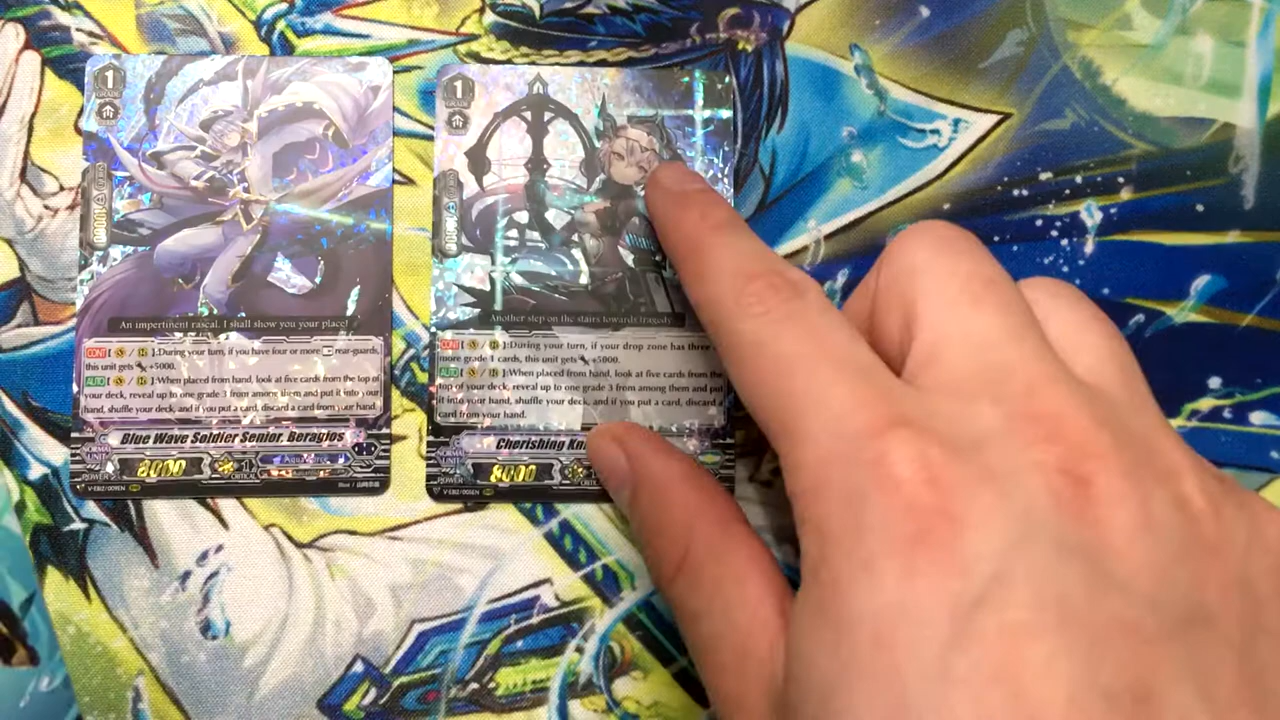 1
GRADE
10000
An impertinent rascal. I shall show you your place!
CONT [ / ]:During your turn, if you have four or more rear-guards,
this unit gets +5000.
AUTO [ / ]:When placed from hand, look at five cards from the top
of your deck, reveal up to one grade 3 from among them and put it into your
hand, shuffle your deck, and if you put a card, discard a card from your hand.
Blue Wave Soldier Senior, Beragios
NORMAL
UNIT
POWER
8000
1
CRITICAL
Aqua Force
V-EB12/009EN RRR
1
GRADE
Another step on the stairs towards tragedy
CONT [ / ]:During your turn, if your drop zone has three
more grade 1 cards, this unit gets +5000.
AUTO [ / ]:When placed from hand, look at five cards from the
top of your deck, reveal up to one grade 3 from among them and put
it into your hand, shuffle your deck, and if you put a card, discard a
card from your hand.
Cherishing
NORMAL
UNIT
POWER
8000